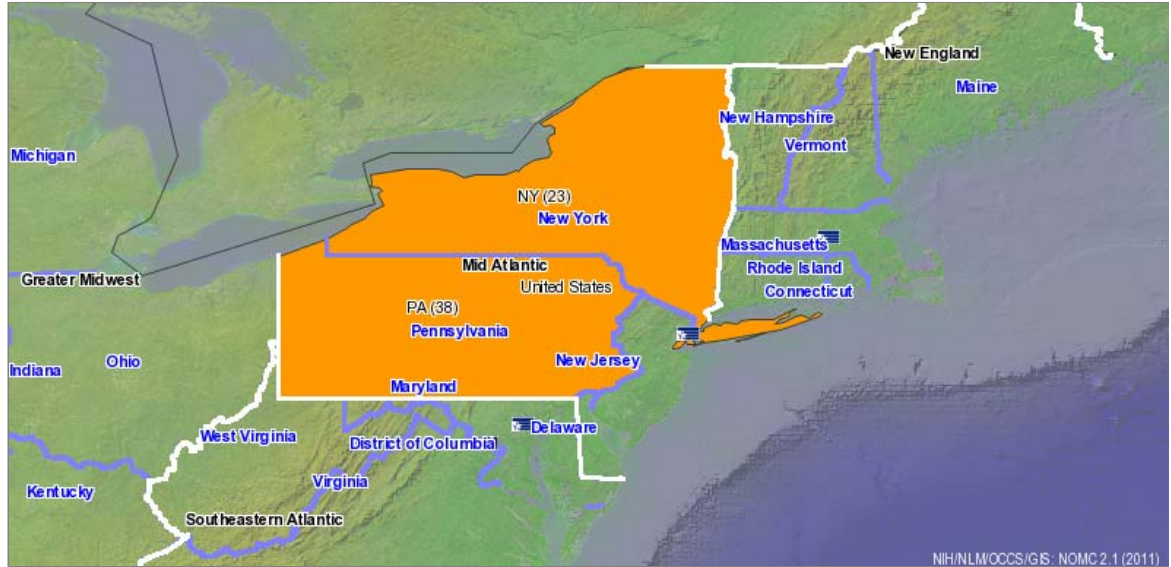 New England
Maine
New Hampshire
Vermont
Michigan
NY (23)
New York
Massachusetts
Mid Atlantic
Rhode Island
Greater Midwest
United States
Connecticut
PA (38)
Pennsylvania
New Jersey
Ohio
Indiana
Maryland
West Virginia
Delaware
District of Columbia
Virginia
Kentucky
Southeastern Atlantic
NIH/NLM/OCCS/GIS: NOMC 2.1 (2011)